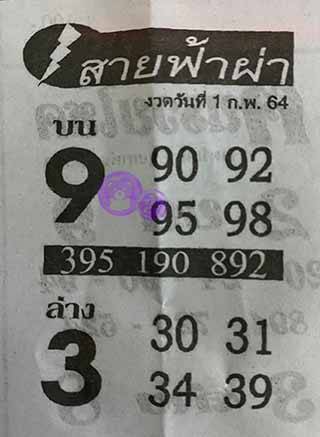 สายฟ้าผ่า
งวดวันที่ 1 ก.พ. 64
บน
9 90 92
95 98
395 190 892
ล่าง
3 30 31
34 39